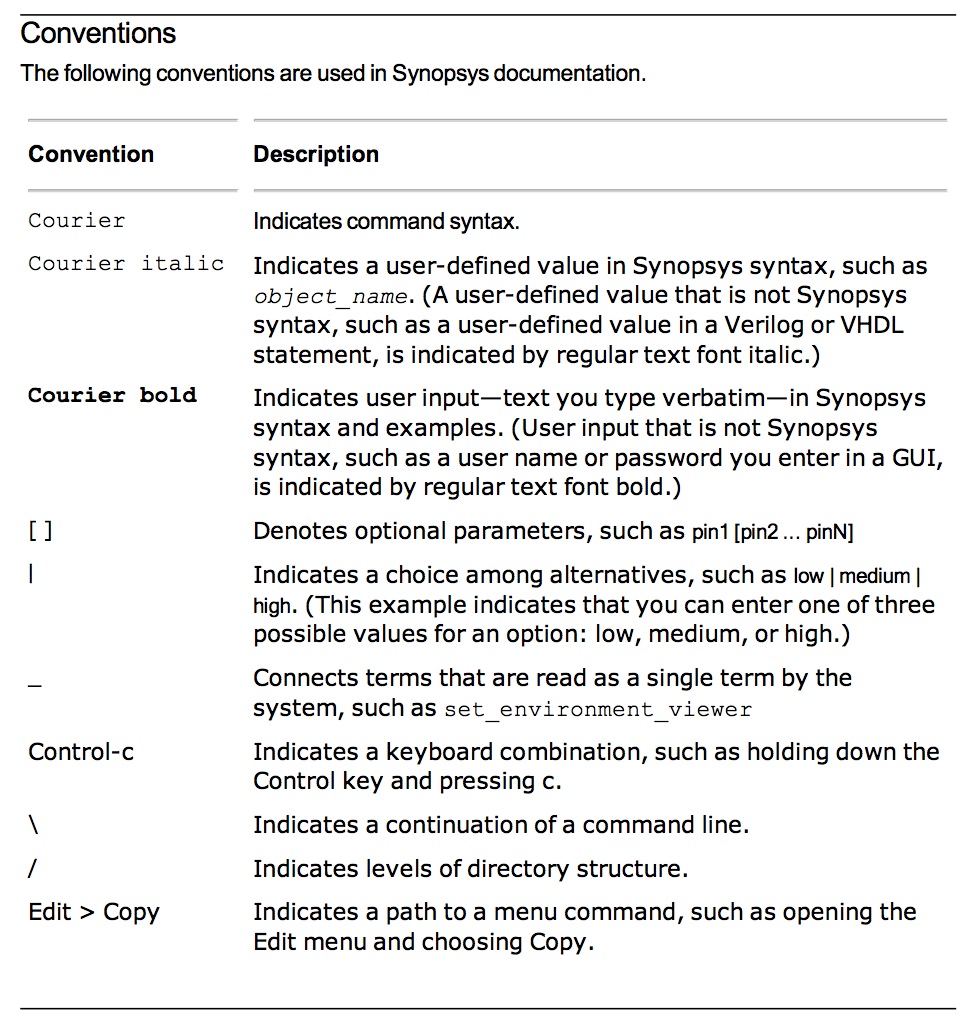 Conventions
The following conventions are used in Synopsys documentation.
Convention Description
Courier Indicates command syntax.
Courier italic Indicates a user-defined value in Synopsys syntax, such as
object_name. (A user-defined value that is not Synopsys
syntax, such as a user-defined value in a Verilog or VHDL
statement, is indicated by regular text font italic.)
Courier bold Indicates user input—text you type verbatim—in Synopsys
syntax and examples. (User input that is not Synopsys
syntax, such as a user name or password you enter in a GUI,
is indicated by regular text font bold.)
[ ] Denotes optional parameters, such as pin1 [pin2 ... pinN]
| Indicates a choice among alternatives, such as low | medium |
high. (This example indicates that you can enter one of three
possible values for an option: low, medium, or high.)
_ Connects terms that are read as a single term by the
system, such as set_environment_viewer
Control-c Indicates a keyboard combination, such as holding down the
Control key and pressing c.
\ Indicates a continuation of a command line.
/ Indicates levels of directory structure.
Edit > Copy Indicates a path to a menu command, such as opening the
Edit menu and choosing Copy.